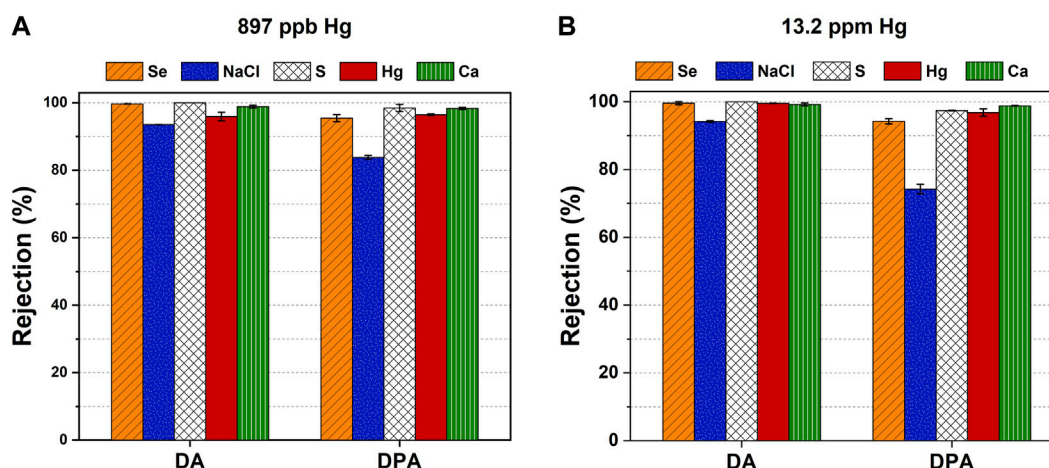 A
897 ppb Hg
Se NaCl S Hg Ca
Rejection (%)
100
80
60
40
20
0
DA DPA
B
13.2 ppm Hg
Se NaCl S Hg Ca
Rejection (%)
100
80
60
40
20
0
DA DPA